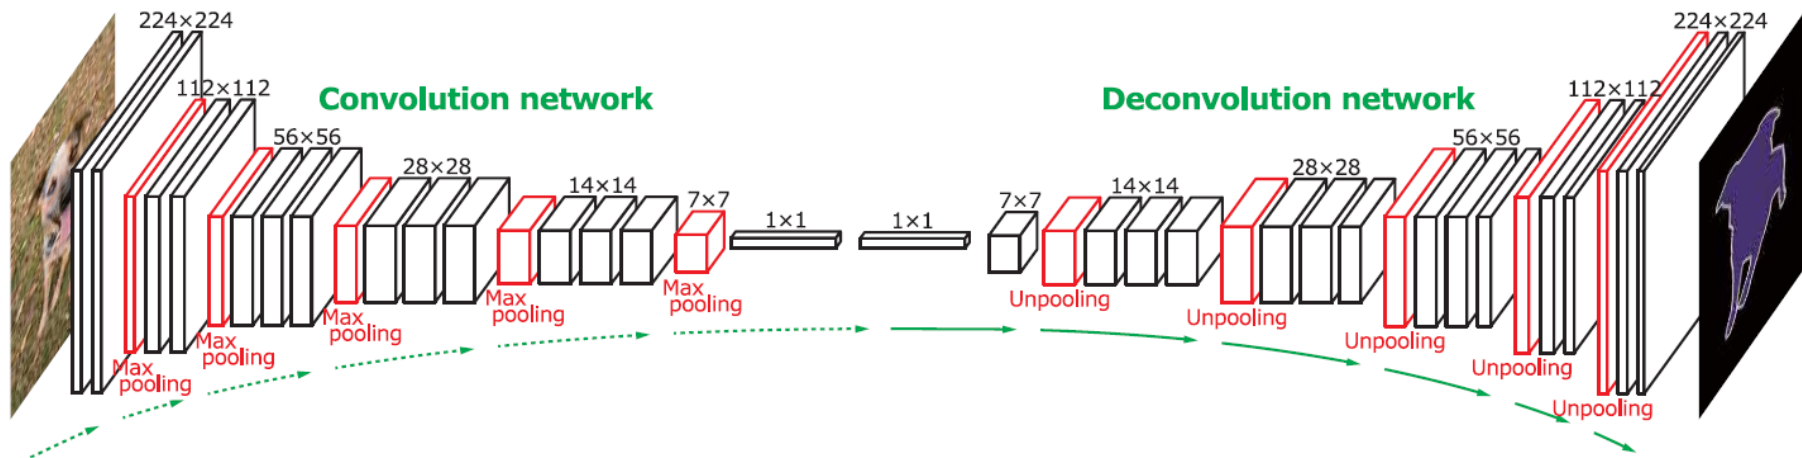 224×224
112×112
56×56
28×28
14×14
7×7
1×1
1×1
7×7
14×14
28×28
56×56
112×112
224×224
Convolution network
Deconvolution network
Max
pooling
Max
pooling
Max
pooling
Max
pooling
Max
pooling
Unpooling
Unpooling
Unpooling
Unpooling
Unpooling